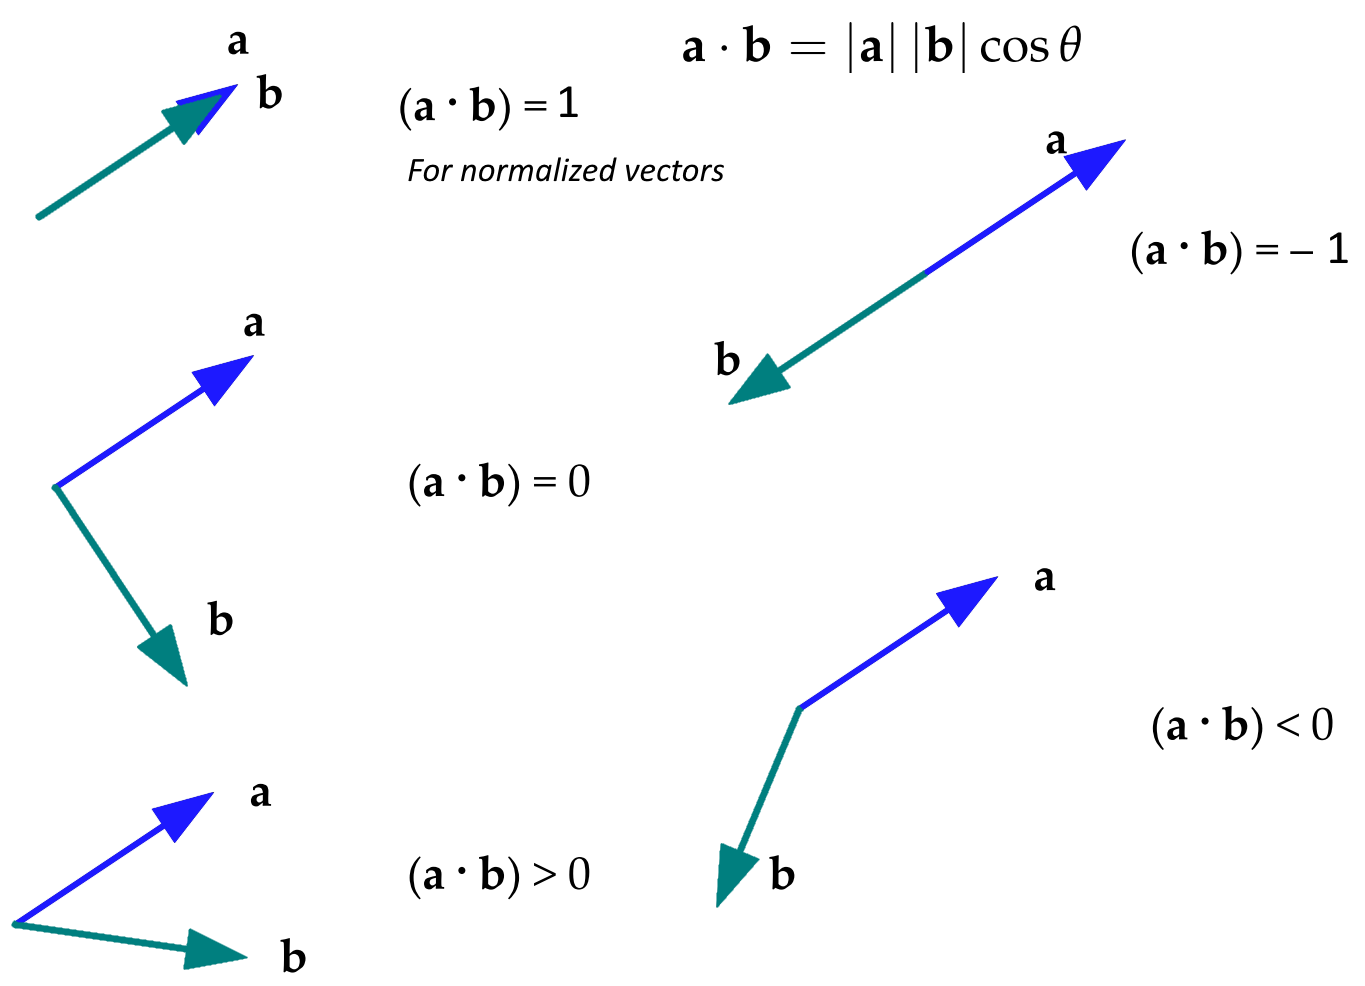 a
b
(a · b) = 1
For normalized vectors
a · b = |a| |b| cos θ
a
(a · b) = – 1
b
a
(a · b) = 0
b
a
(a · b) < 0
b
a
(a · b) > 0
b